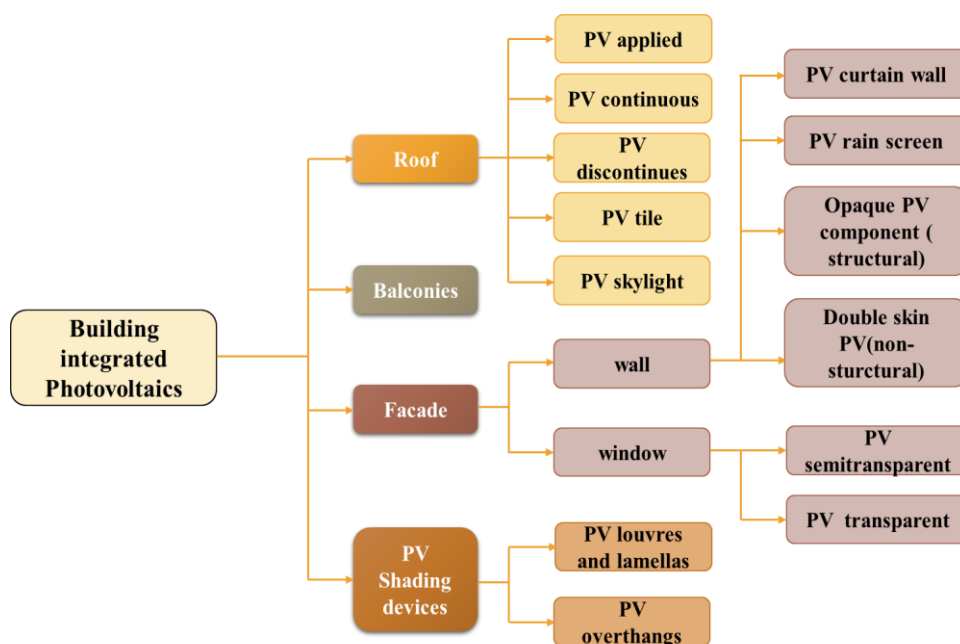 Building
integrated
Photovoltaics
Roof
PV applied
PV continuous
PV
discontinues
PV tile
PV skylight
Balconies
Facade
wall
PV curtain wall
PV rain screen
Opaque PV
component (
structural)
Double skin
PV(non-
sturctural)
window
PV
semitransparent
PV transparent
PV
Shading
devices
PV louvres
and lamellas
PV
overthangs